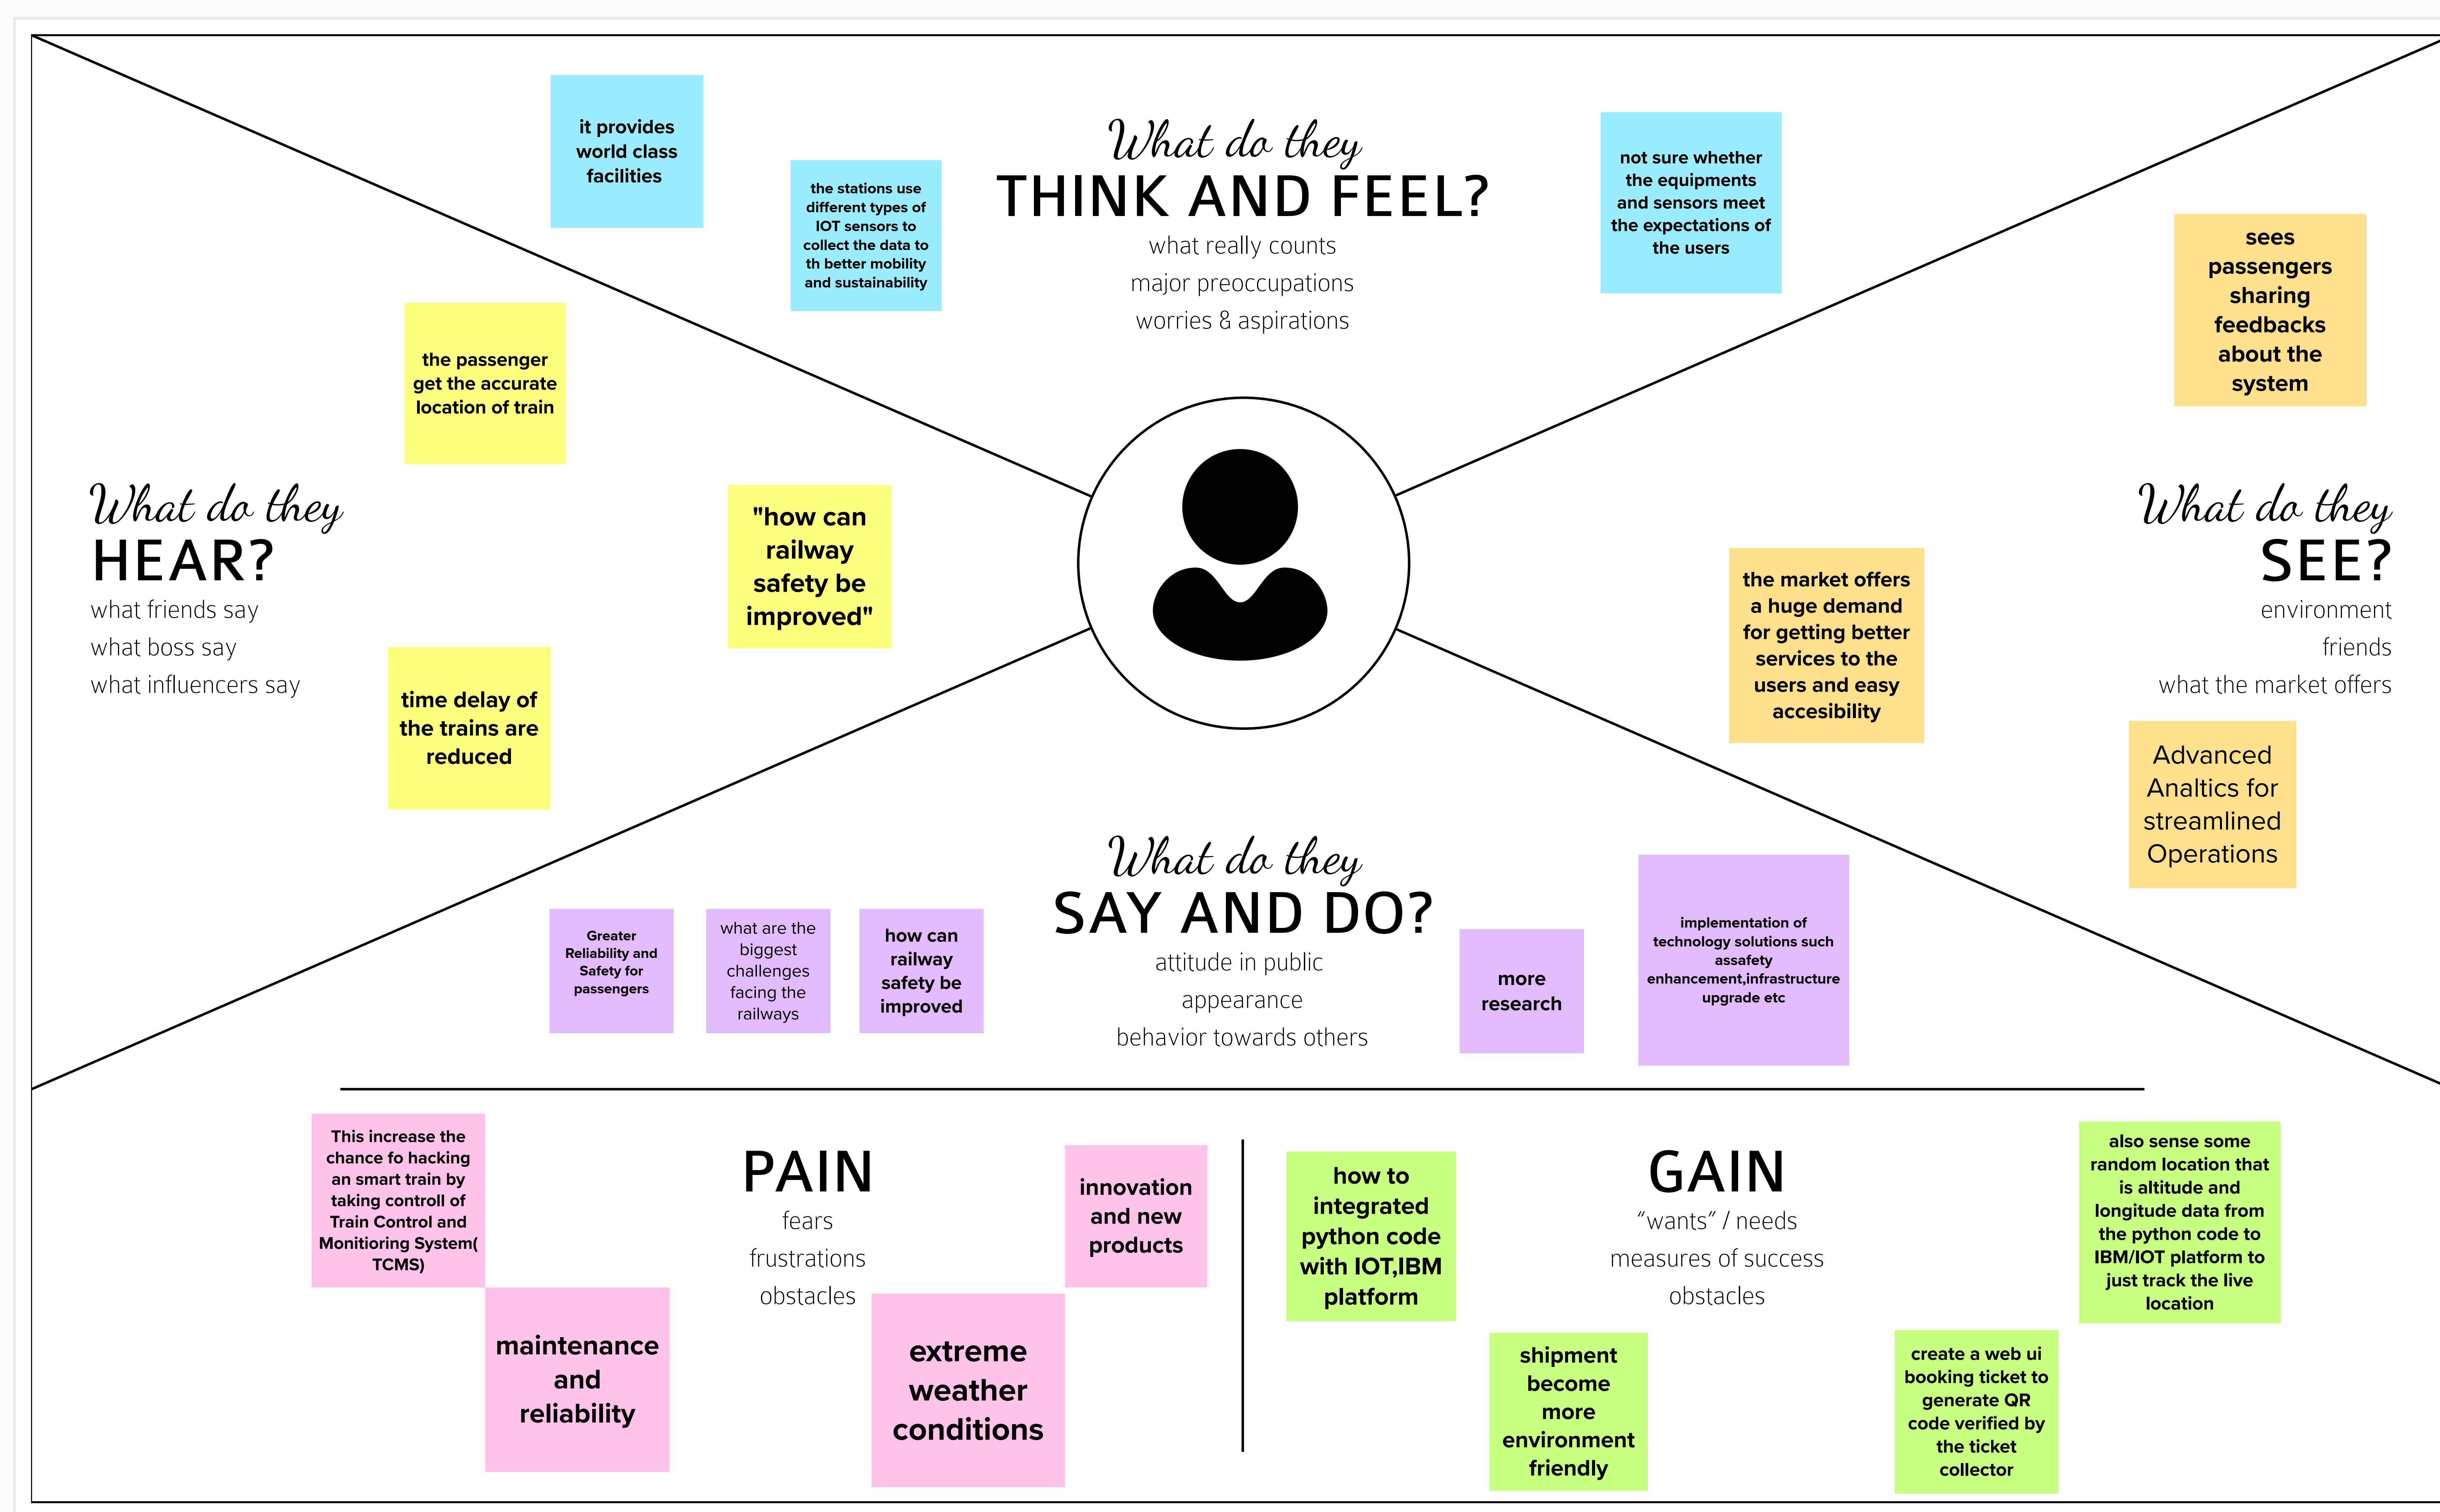 it provides
world class
facilities
the stations use
different types of
IOT sensors to
collect the data to
th better mobility
and sustainability
What do they
THINK AND FEEL?
what really counts
major preoccupations
worries & aspirations
not sure whether
the equipments
and sensors meet
the expectations of
the users
the passenger
get the accurate
location of train
What do they
HEAR?
what friends say
what boss say
what influencers say
"how can
railway
safety be
improved"
time delay of
the trains are
reduced
sees
passengers
sharing
feedbacks
about the
system
What do they
SEE?
environment
friends
what the market offers
the market offers
a huge demand
for getting better
services to the
users and easy
accesibility
Advanced
Analtics for
streamlined
Operations
What do they
SAY AND DO?
attitude in public
appearance
behavior towards others
Greater
Reliability and
Safety for
passengers
what are the
biggest
challenges
facing the
railways
how can
railway
safety be
improved
more
research
implementation of
technology solutions such
assafety
enhancement,infrastructure
upgrade etc
This increase the
chance fo hacking
an smart train by
taking controll of
Train Control and
Monitioring System(
TCMS)
PAIN
fears
frustrations
obstacles
innovation
and new
products
maintenance
and
reliability
extreme
weather
conditions
how to
integrated
python code
with IOT,IBM
platform
GAIN
“wants” / needs
measures of success
obstacles
also sense some
random location that
is altitude and
longitude data from
the python code to
IBM/IOT platform to
just track the live
location
shipment
become
more
environment
friendly
create a web ui
booking ticket to
generate QR
code verified by
the ticket
collector